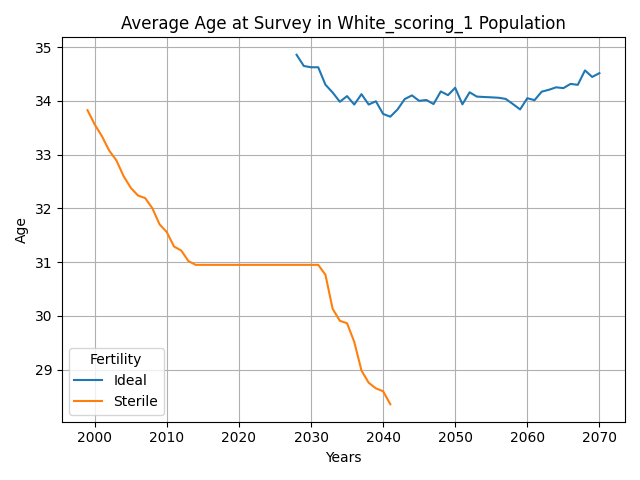 Average Age at Survey in White_scoring_1 Population
35
34
33
32
31
30
29
Age
Fertility
Ideal
Sterile
2000 2010 2020 2030 2040 2050 2060 2070
Years